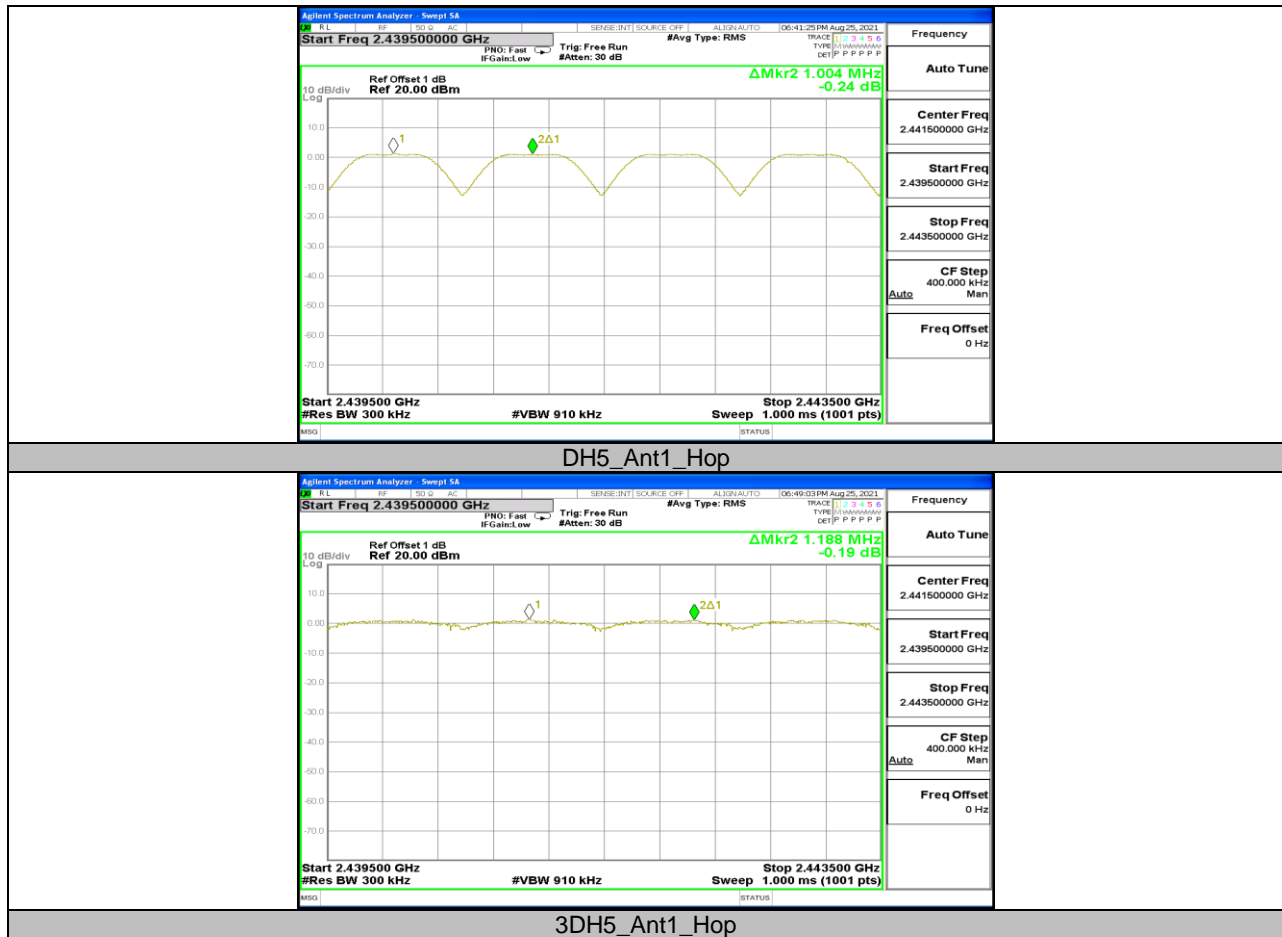 Agilent Spectrum Analyzer - Swept SA
RL RF 50 Ω AC SENSE:INT SOURCE OFF ALIGNAUTO 06:41:25 PM Aug 25, 2021
Start Freq 2.439500000 GHz
PNO: Fast
IFGain:Low
Trig: Free Run
#Atten: 30 dB
#Avg Type: RMS
TRACE 1 2 3 4 5 6
TYPE M
DET P P P P P P
Frequency
ΔMkr2 1.004 MHz
-0.24 dB
Ref Offset 1 dB
10 dB/div Ref 20.00 dBm
Log
10.0
0.00
-10.0
-20.0
-30.0
-40.0
-50.0
-60.0
-70.0
1
2Δ1
Auto Tune
Center Freq
2.441500000 GHz
Start Freq
2.439500000 GHz
Stop Freq
2.443500000 GHz
CF Step
400.000 kHz
Auto Man
Freq Offset
0 Hz
Start 2.439500 GHz Stop 2.443500 GHz
#Res BW 300 kHz #VBW 910 kHz Sweep 1.000 ms (1001 pts)
MSG STATUS
DH5_Ant1_Hop
Agilent Spectrum Analyzer - Swept SA
RL RF 50 Ω AC SENSE:INT SOURCE OFF ALIGNAUTO 06:49:03 PM Aug 25, 2021
Start Freq 2.439500000 GHz
PNO: Fast
IFGain:Low
Trig: Free Run
#Atten: 30 dB
#Avg Type: RMS
TRACE 1 2 3 4 5 6
TYPE M
DET P P P P P P
Frequency
ΔMkr2 1.188 MHz
-0.19 dB
Ref Offset 1 dB
10 dB/div Ref 20.00 dBm
Log
10.0
0.00
-10.0
-20.0
-30.0
-40.0
-50.0
-60.0
-70.0
1
2Δ1
Auto Tune
Center Freq
2.441500000 GHz
Start Freq
2.439500000 GHz
Stop Freq
2.443500000 GHz
CF Step
400.000 kHz
Auto Man
Freq Offset
0 Hz
Start 2.439500 GHz Stop 2.443500 GHz
#Res BW 300 kHz #VBW 910 kHz Sweep 1.000 ms (1001 pts)
MSG STATUS
3DH5_Ant1_Hop